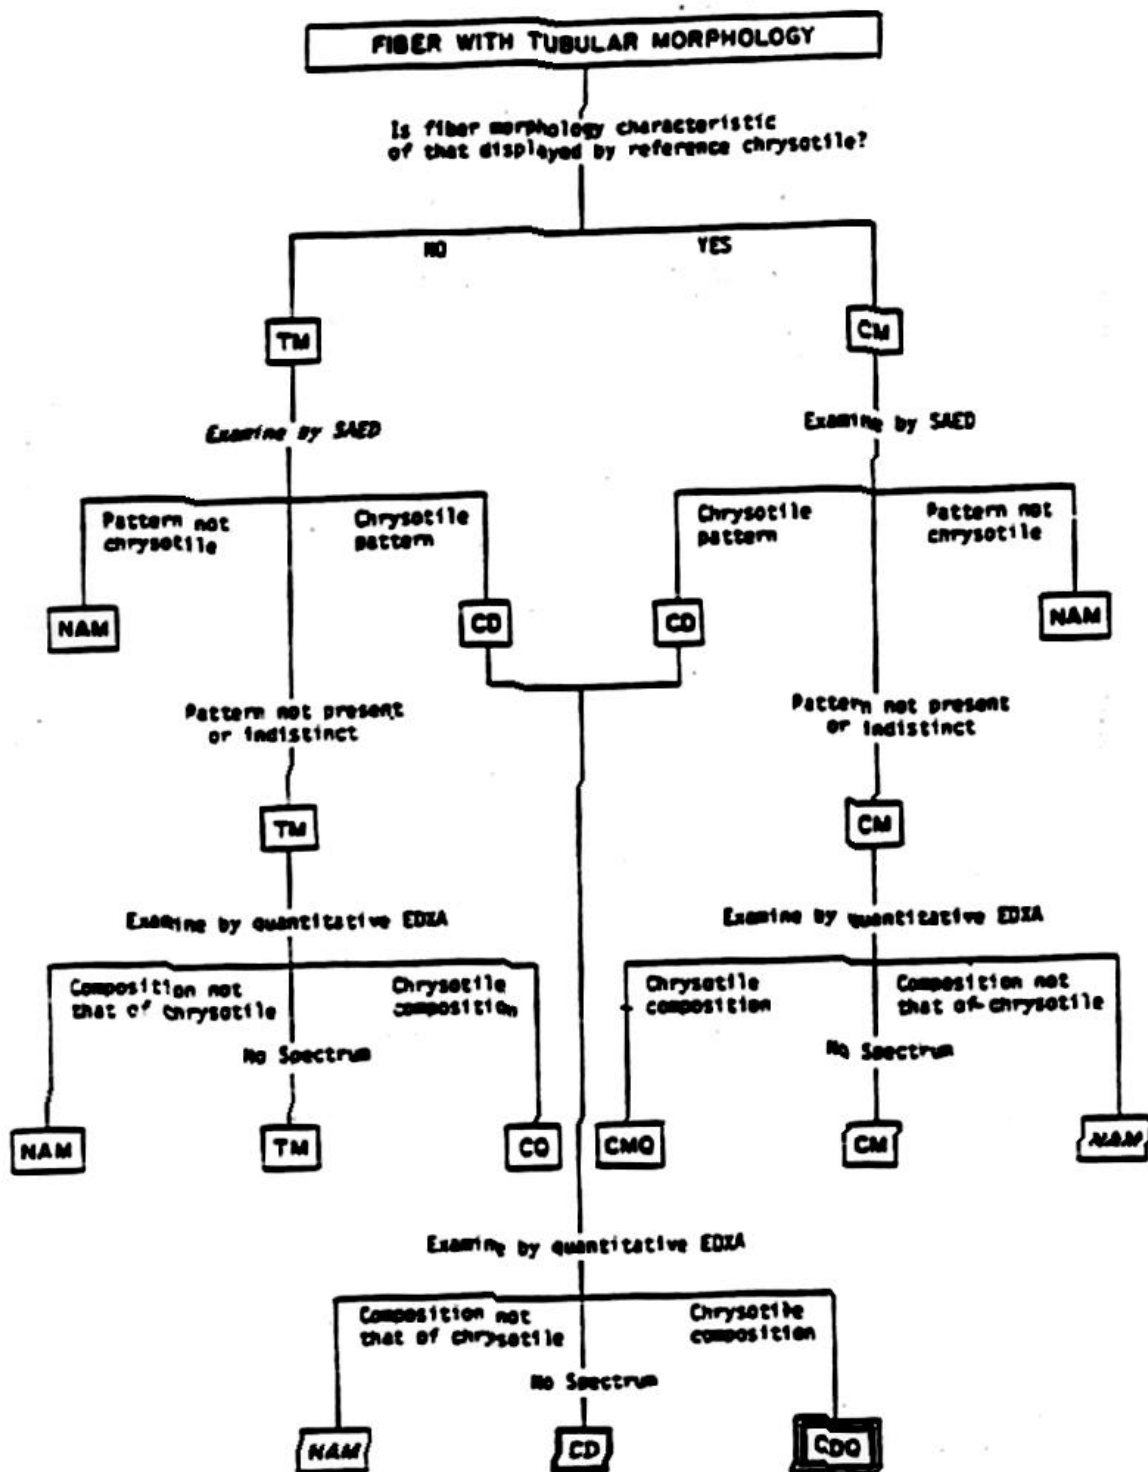 FIBER WITH TUBULAR MORPHOLOGY
Is fiber morphology characteristic
of that displayed by reference chrysotile?
NO
YES
TM
CM
Examine by SAED
Examine by SAED
Pattern not
chrysotile
Chrysotile
pattern
Chrysotile
pattern
Pattern not
chrysotile
NAM
CD
CD
NAM
Pattern not present
or indistinct
Pattern not present
or indistinct
TM
CM
Examine by quantitative EDXA
Examine by quantitative EDXA
Composition not
that of chrysotile
Chrysotile
composition
Chrysotile
composition
Composition not
that of chrysotile
No Spectrum
No Spectrum
NAM
TM
CQ
CMQ
CM
NAM
Examine by quantitative EDXA
Composition not
that of chrysotile
Chrysotile
composition
No Spectrum
NAM
CD
CDQ